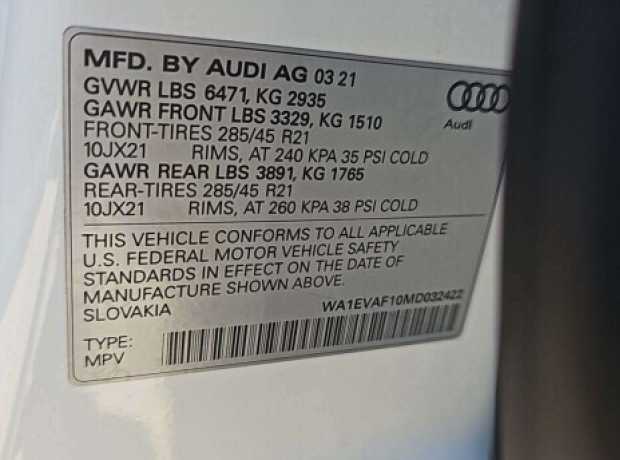 MFD. BY AUDI AG 03 21
GVWR LBS 6471, KG 2935
GAWR FRONT LBS 3329, KG 1510
FRONT-TIRES 285/45 R21
10JX21 RIMS, AT 240 KPA 35 PSI COLD
GAWR REAR LBS 3891, KG 1765
REAR-TIRES 285/45 R21
10JX21 RIMS, AT 260 KPA 38 PSI COLD
Audi
THIS VEHICLE CONFORMS TO ALL APPLICABLE
U.S. FEDERAL MOTOR VEHICLE SAFETY
STANDARDS IN EFFECT ON THE DATE OF
MANUFACTURE SHOWN ABOVE.
SLOVAKIA
WA1EVAF10MD032422
TYPE:
MPV